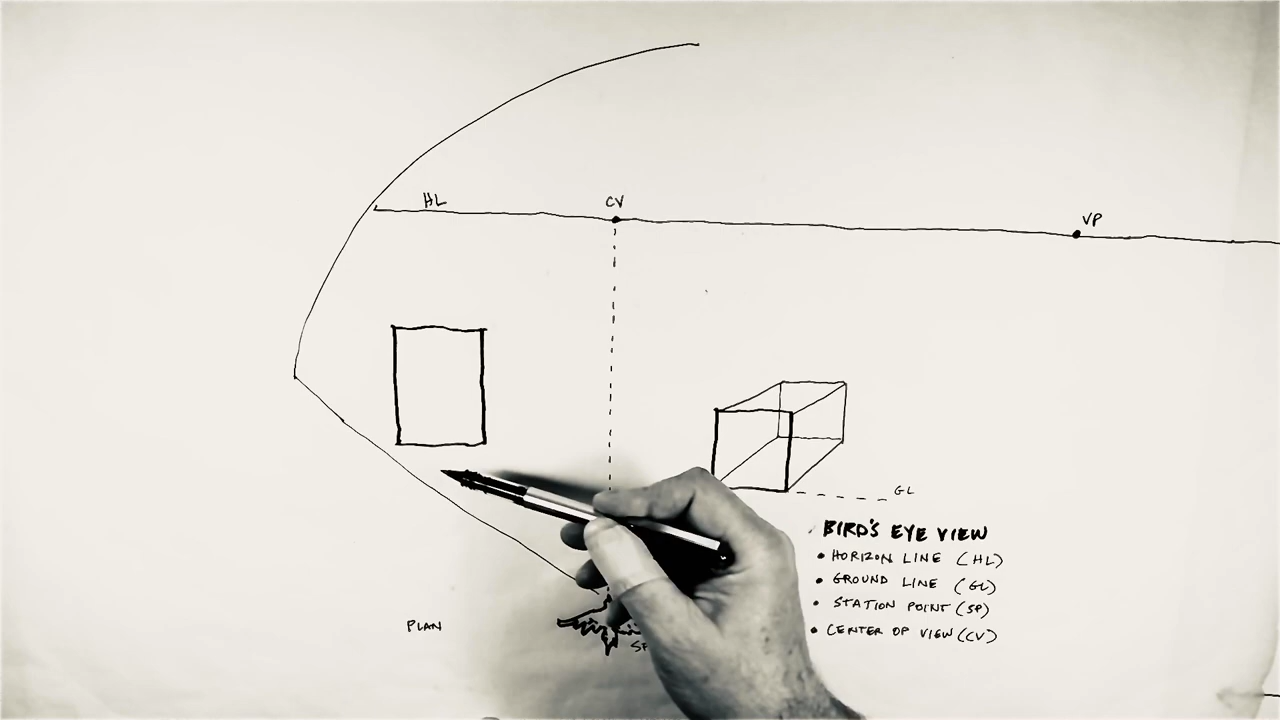 HL
CV
VP
GL
BIRD'S EYE VIEW
• HORIZON LINE (HL)
• GROUND LINE (GL)
• STATION POINT (SP)
• CENTER OF VIEW (CV)
PLAN